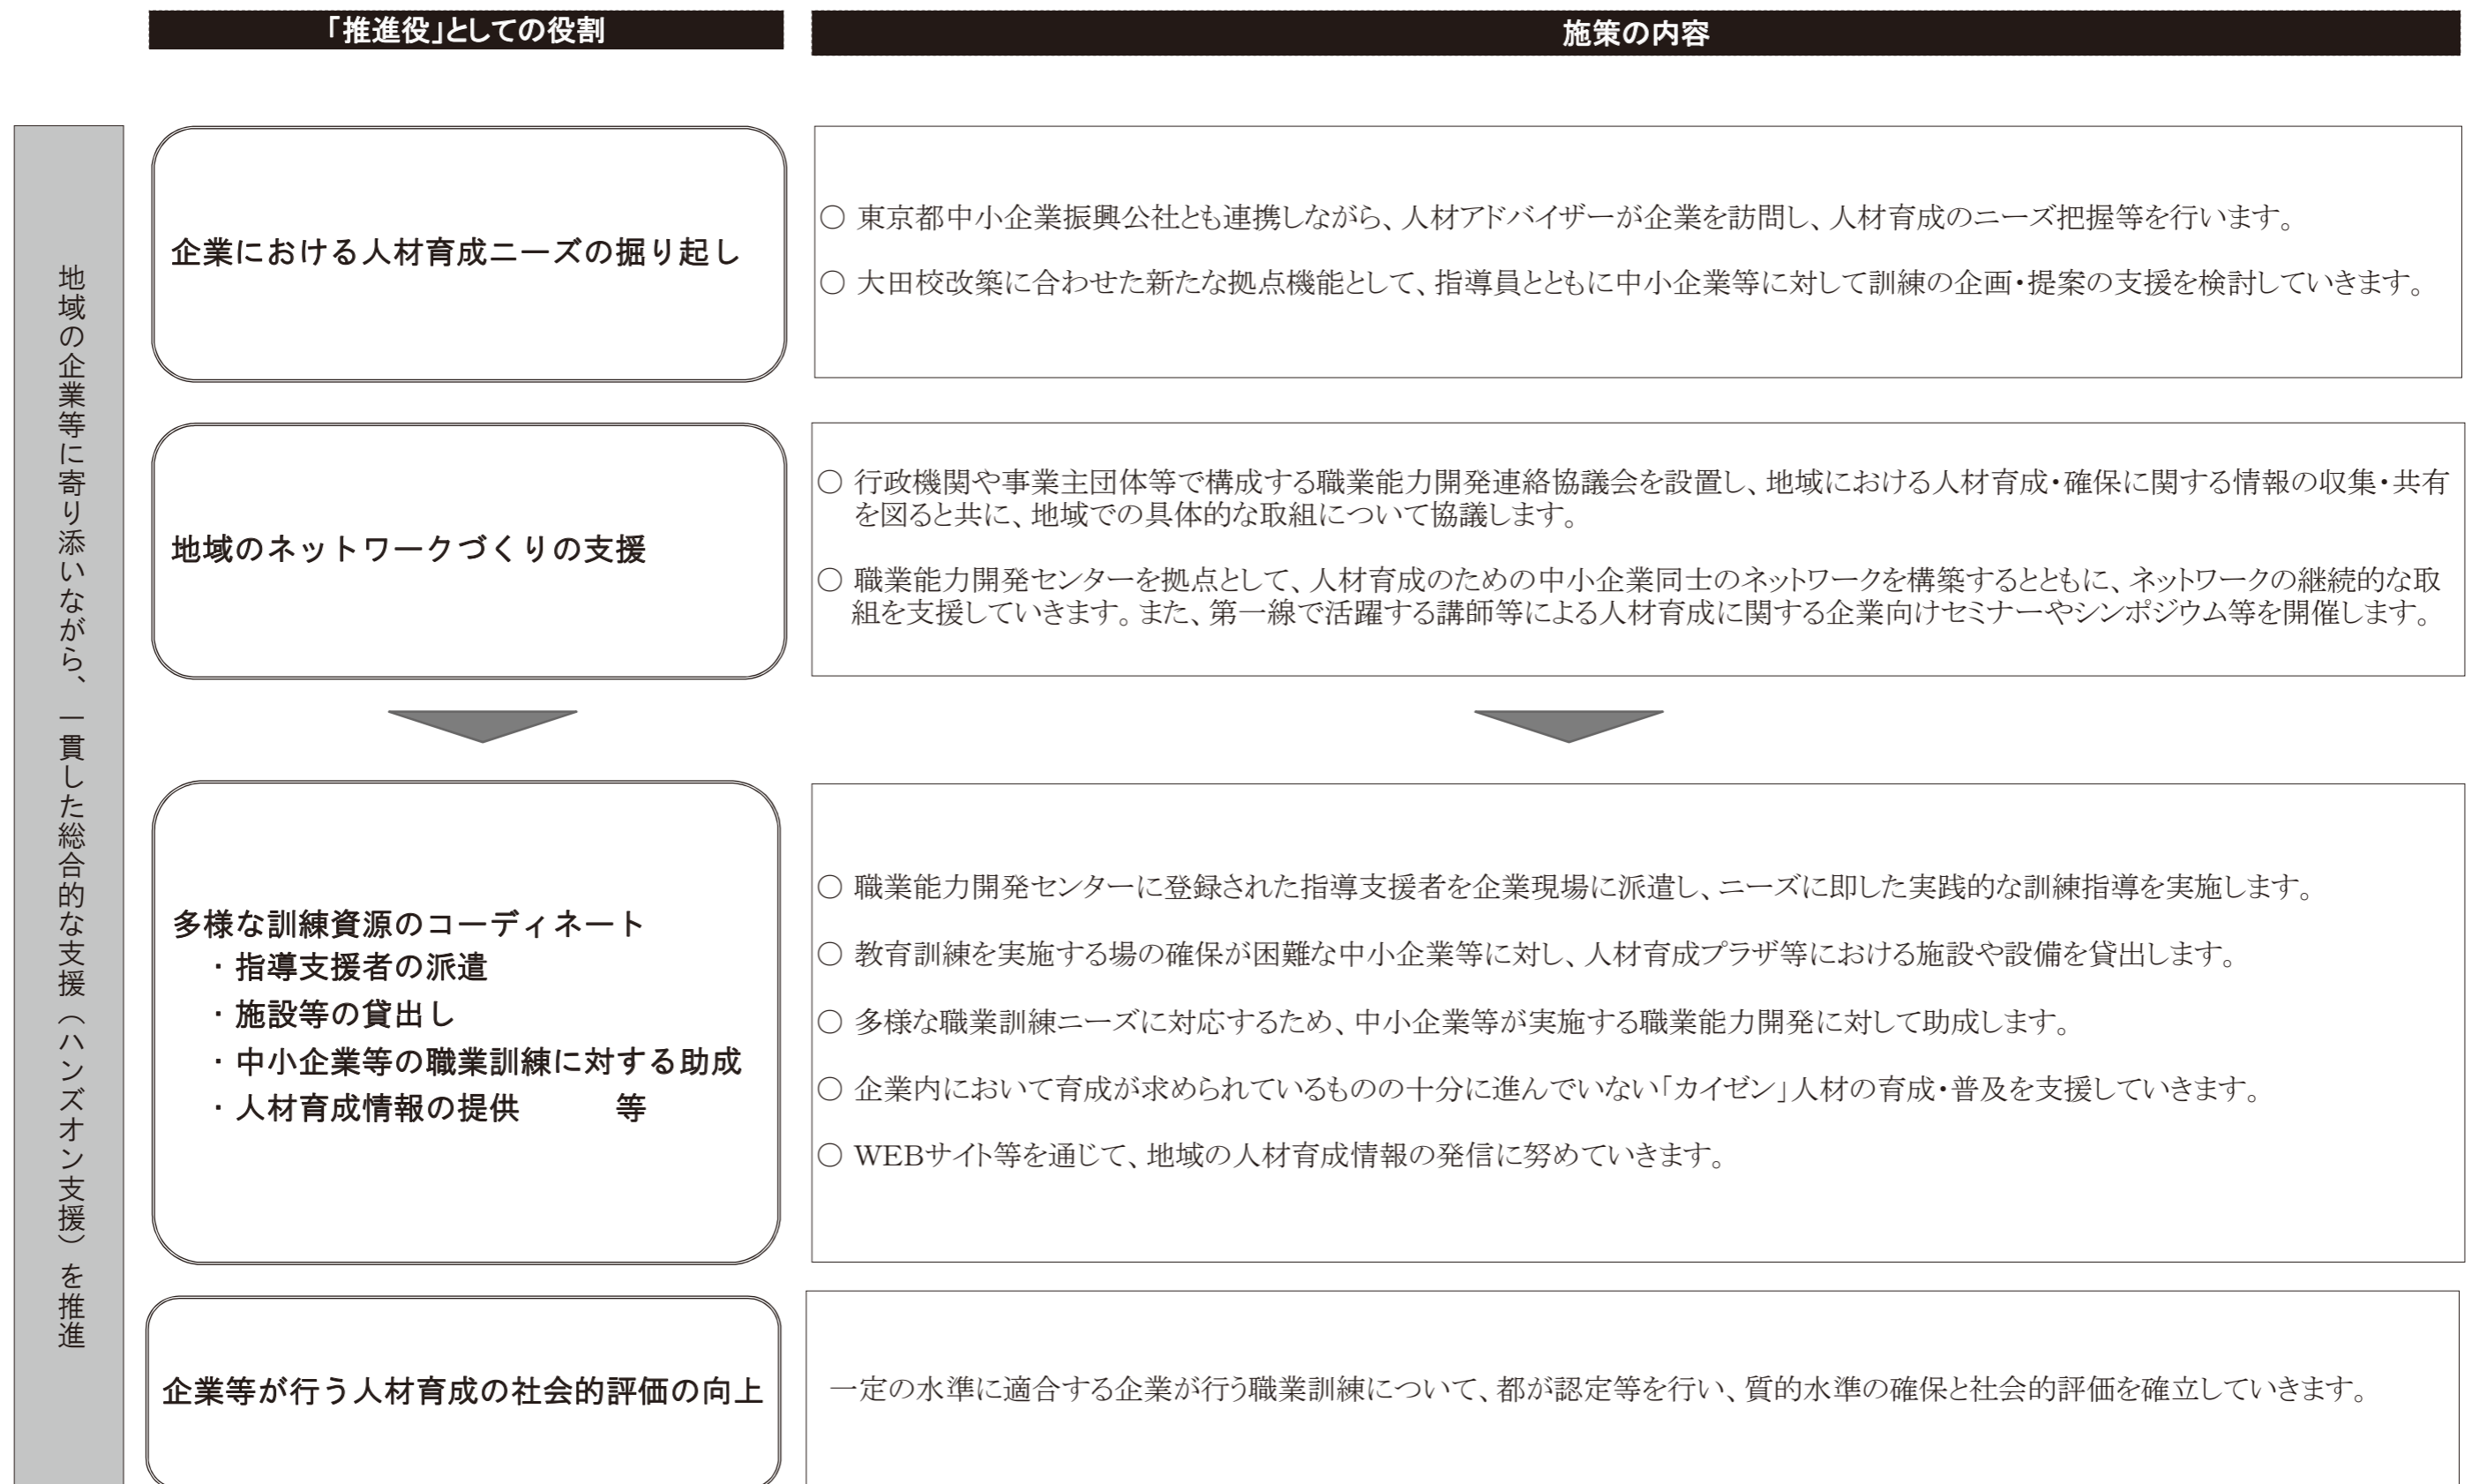 「推進役」としての役割
施策の内容
地域の企業等に寄り添いながら、一貫した総合的な支援（ハンズオン支援）を推進
企業における人材育成ニーズの掘り起し
○ 東京都中小企業振興公社とも連携しながら、人材アドバイザーが企業を訪問し、人材育成のニーズ把握等を行います。
○ 大田校改築に合わせた新たな拠点機能として、指導員とともに中小企業等に対して訓練の企画・提案の支援を検討していきます。
地域のネットワークづくりの支援
○ 行政機関や事業主団体等で構成する職業能力開発連絡協議会を設置し、地域における人材育成・確保に関する情報の収集・共有
を図ると共に、地域での具体的な取組について協議します。
○ 職業能力開発センターを拠点として、人材育成のための中小企業同士のネットワークを構築するとともに、ネットワークの継続的な取
組を支援していきます。また、第一線で活躍する講師等による人材育成に関する企業向けセミナーやシンポジウム等を開催します。
多様な訓練資源のコーディネート
・指導支援者の派遣
・施設等の貸出し
・中小企業等の職業訓練に対する助成
・人材育成情報の提供　　　等
○ 職業能力開発センターに登録された指導支援者を企業現場に派遣し、ニーズに即した実践的な訓練指導を実施します。
○ 教育訓練を実施する場の確保が困難な中小企業等に対し、人材育成プラザ等における施設や設備を貸出します。
○ 多様な職業訓練ニーズに対応するため、中小企業等が実施する職業能力開発に対して助成します。
○ 企業内において育成が求められているものの十分に進んでいない「カイゼン」人材の育成・普及を支援していきます。
○ WEBサイト等を通じて、地域の人材育成情報の発信に努めていきます。
企業等が行う人材育成の社会的評価の向上
一定の水準に適合する企業が行う職業訓練について、都が認定等を行い、質的水準の確保と社会的評価を確立していきます。